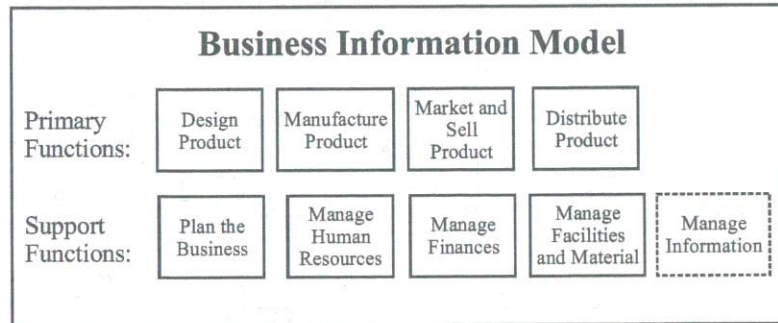 Business Information Model
Primary
Functions:
Design
Product
Manufacture
Product
Market and
Sell
Product
Distribute
Product
Support
Functions:
Plan the
Business
Manage
Human
Resources
Manage
Finances
Manage
Facilities
and Material
Manage
Information